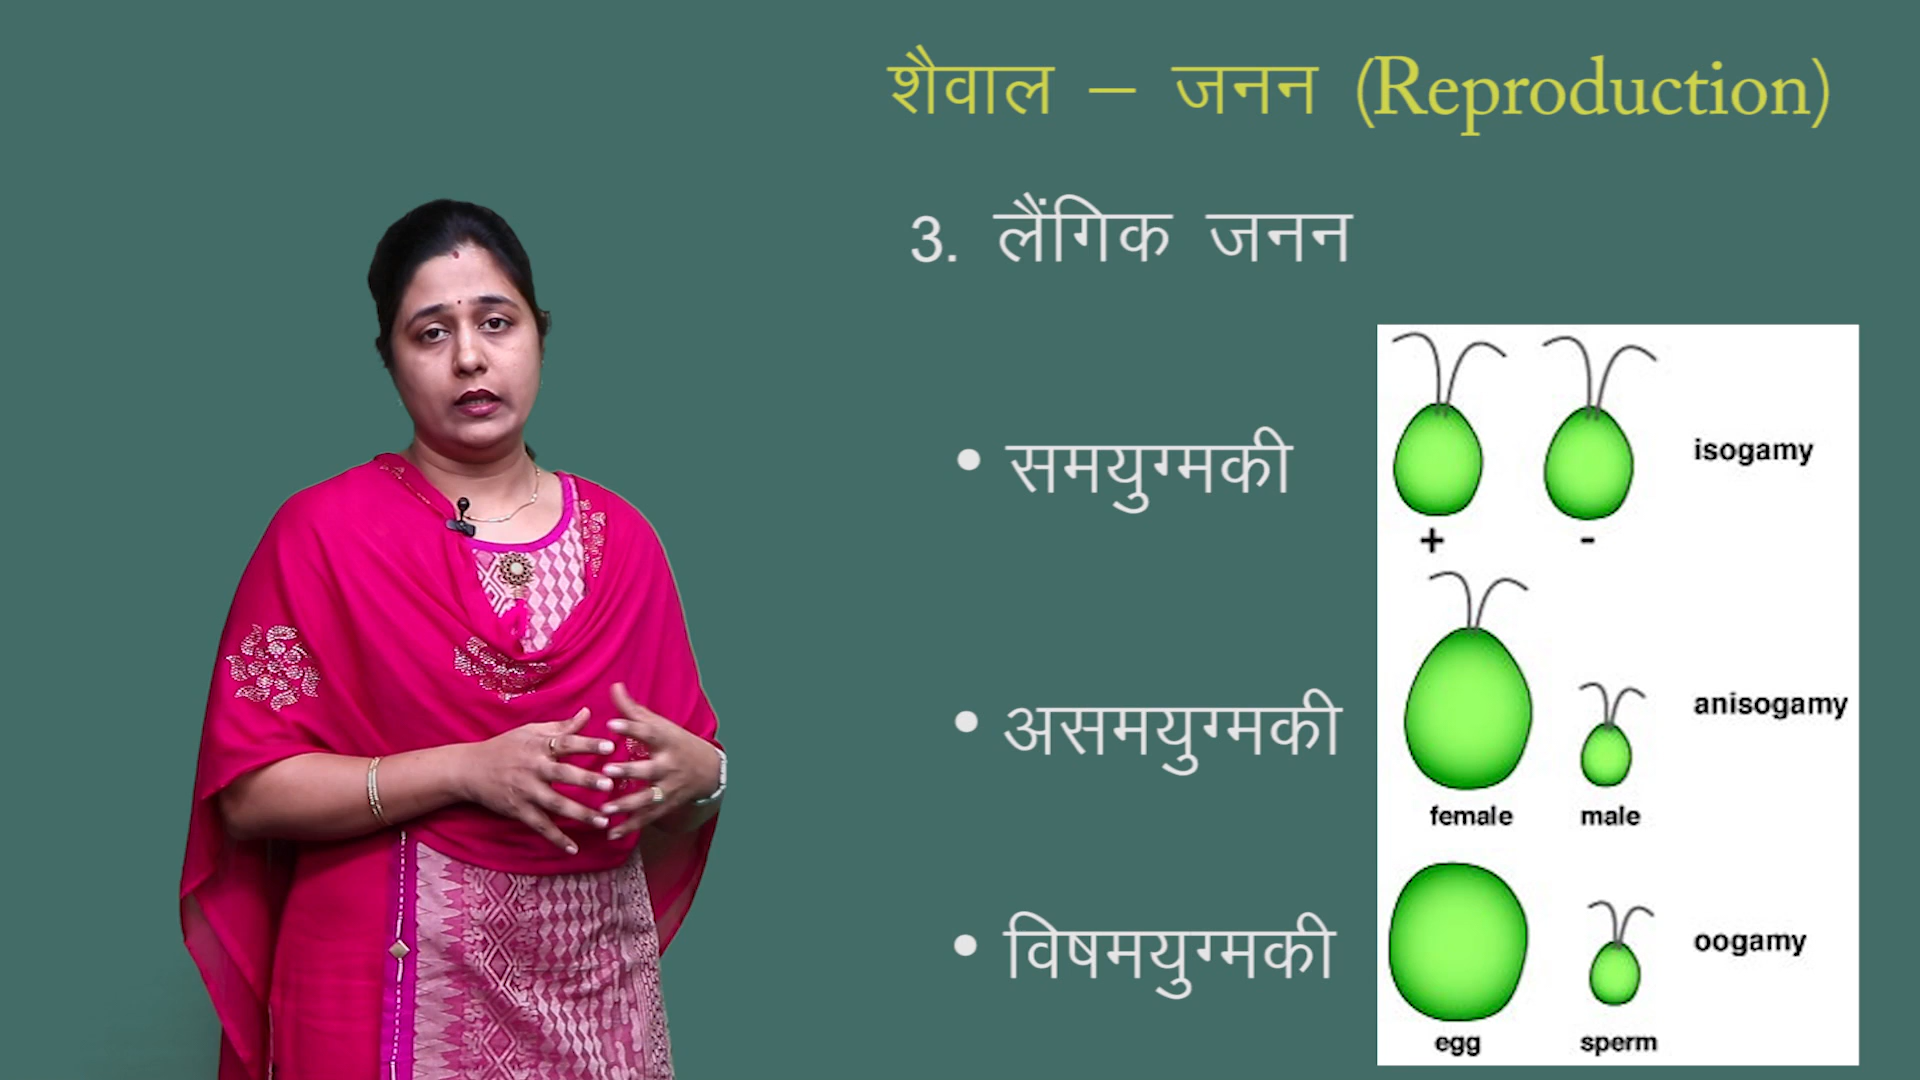 शैवाल – जनन (Reproduction)
3. लैंगिक जनन
• समयुग्मकी
isogamy
+ -
• असमयुग्मकी
anisogamy
female male
• विषमयुग्मकी
oogamy
egg sperm